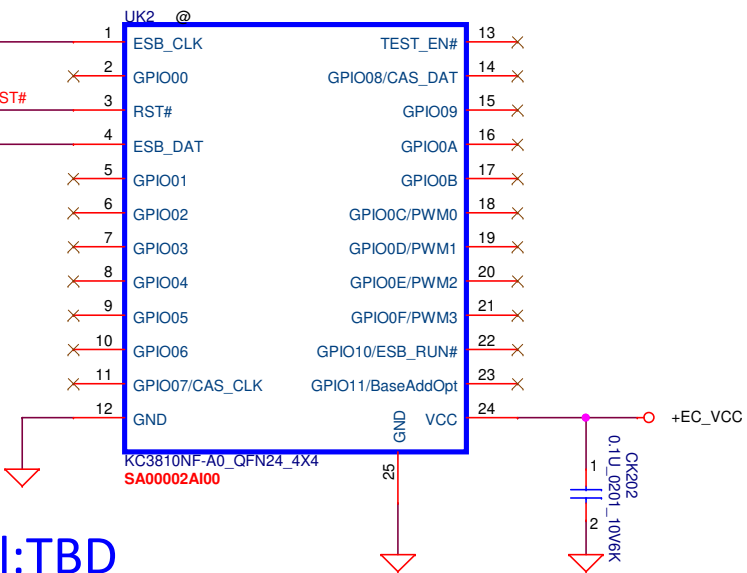 UK2 @
1 ESB_CLK
2 GPIO00
ST#
3 RST#
4 ESB_DAT
5 GPIO01
6 GPIO02
7 GPIO03
8 GPIO04
9 GPIO05
10 GPIO06
11 GPIO07/CAS_CLK
12 GND
TEST_EN# 13
GPIO08/CAS_DAT 14
GPIO09 15
GPIO0A 16
GPIO0B 17
GPIO0C/PWM0 18
GPIO0D/PWM1 19
GPIO0E/PWM2 20
GPIO0F/PWM3 21
GPIO10/ESB_RUN# 22
GPIO11/BaseAddOpt 23
VCC 24
GND
25
+EC_VCC
KC3810NF-A0_QFN24_4X4
SA00002AI00
1
2
CK202
0.1U_0201_10V6K
l:TBD